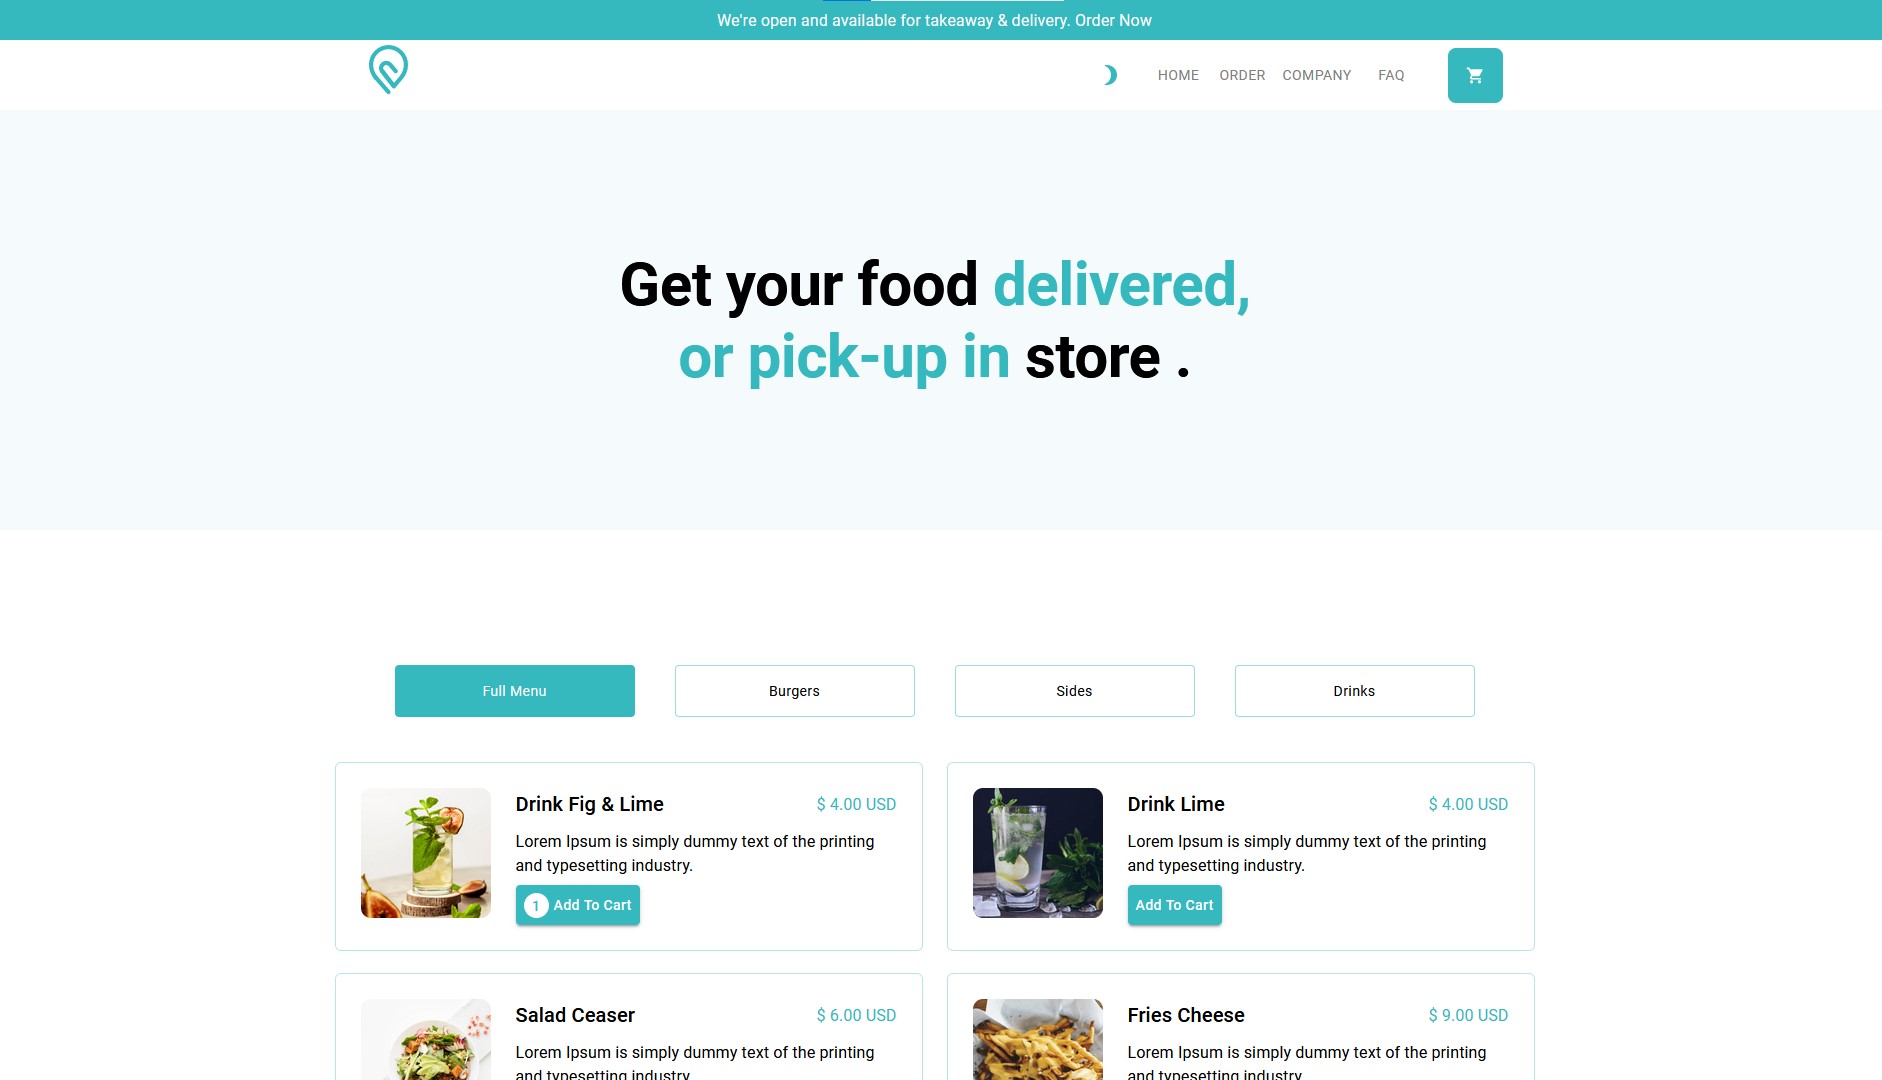 We're open and available for takeaway & delivery. Order Now
HOME ORDER COMPANY FAQ
Get your food delivered,
or pick-up in store .
Full Menu
Burgers
Sides
Drinks
Drink Fig & Lime
$ 4.00 USD
Lorem Ipsum is simply dummy text of the printing
and typesetting industry.
1 Add To Cart
Drink Lime
$ 4.00 USD
Lorem Ipsum is simply dummy text of the printing
and typesetting industry.
Add To Cart
Salad Ceaser
$ 6.00 USD
Lorem Ipsum is simply dummy text of the printing
and typesetting industry.
Fries Cheese
$ 9.00 USD
Lorem Ipsum is simply dummy text of the printing
and typesetting industry.